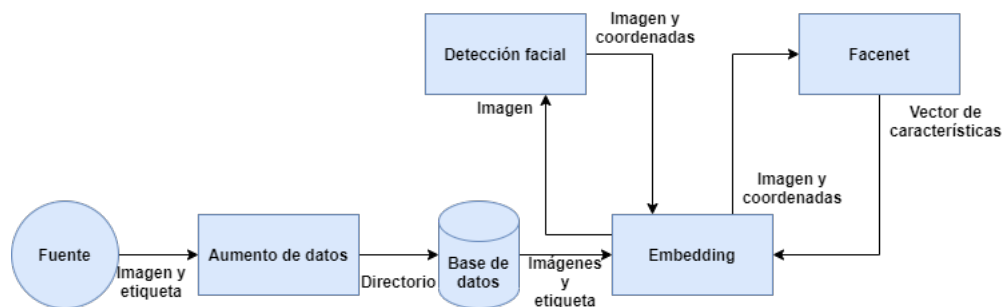 Imagen y
coordenadas
Detección facial
Facenet
Imagen
Vector de
características
Imagen y
coordenadas
Fuente
Imagen y
etiqueta
Aumento de datos
Directorio
Base de
datos
Imágenes
y
etiqueta
Embedding